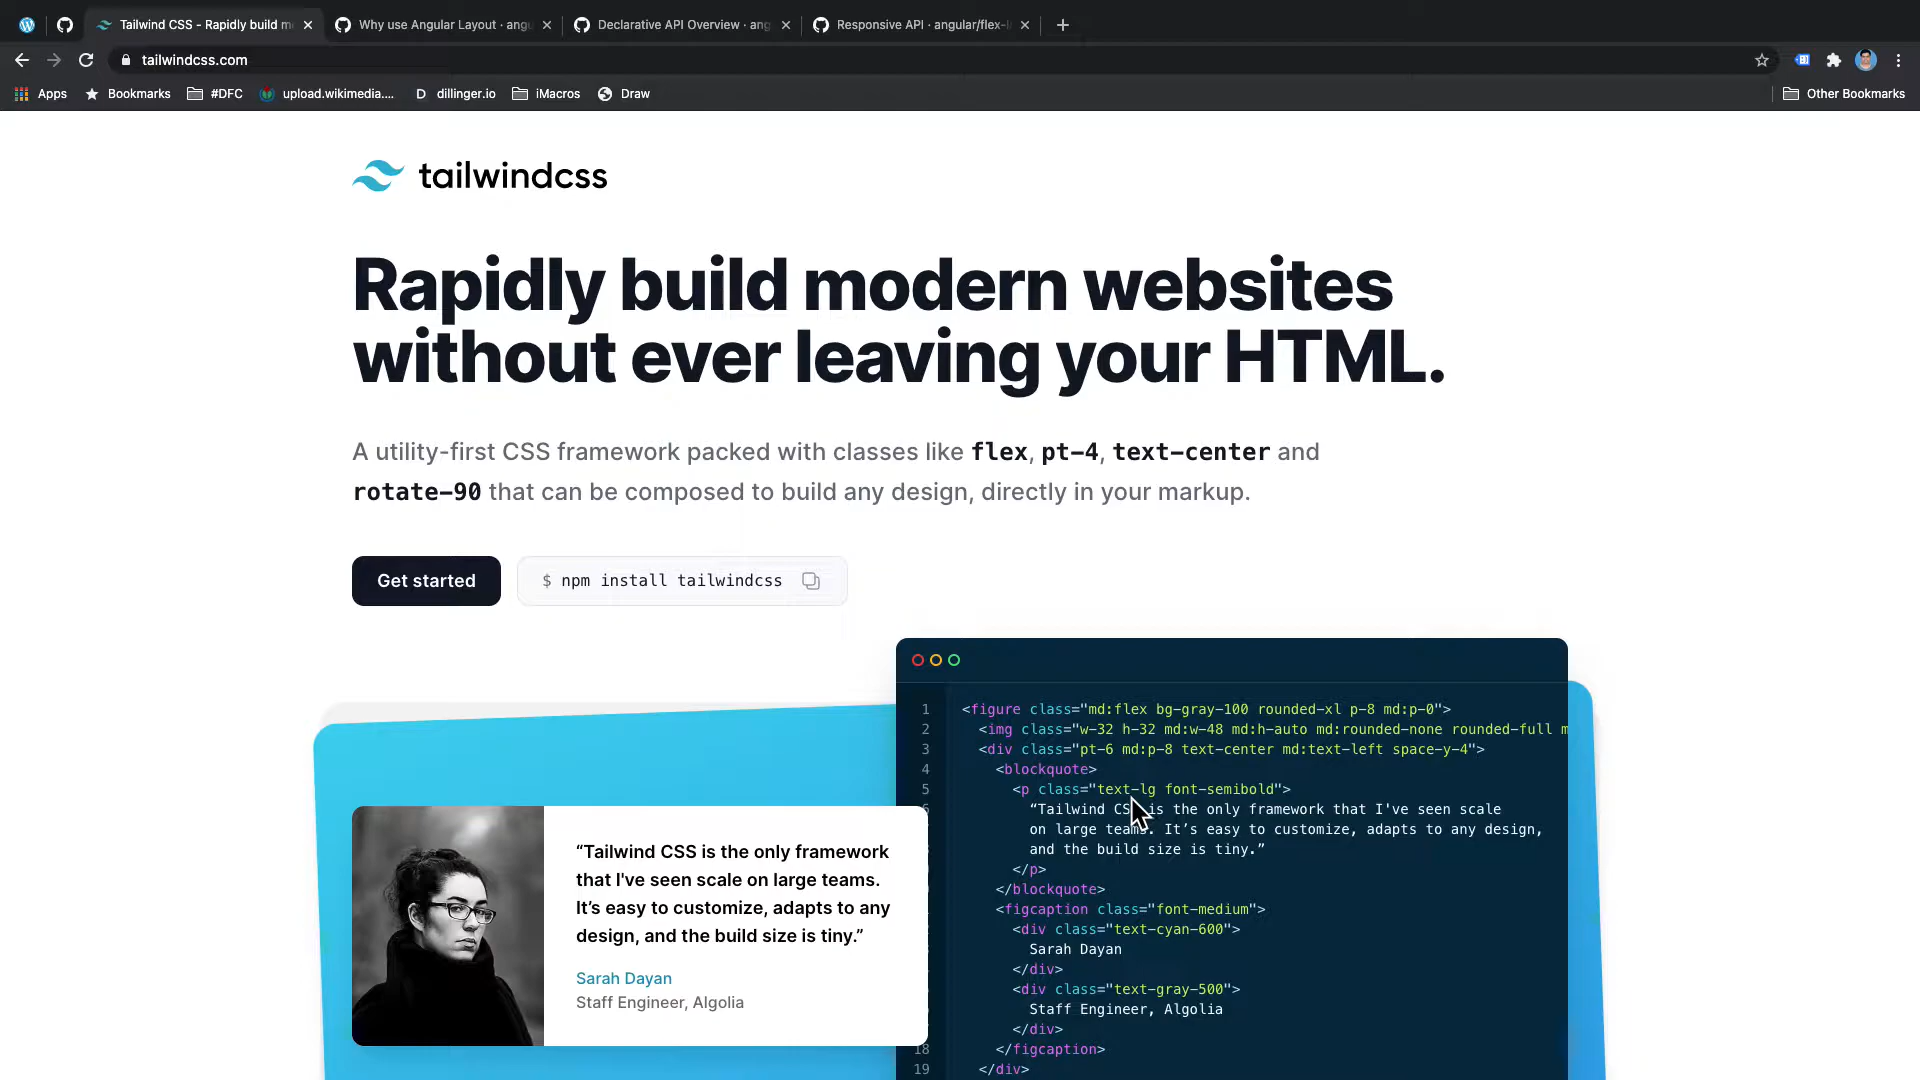 Tailwind CSS - Rapidly build m
Why use Angular Layout · angu
Declarative API Overview · ang
Responsive API · angular/flex-l
tailwindcss.com
Apps
Bookmarks
#DFC
upload.wikimedia....
D dillinger.io
iMacros
Draw
Other Bookmarks
tailwindcss
Rapidly build modern websites
without ever leaving your HTML.
A utility-first CSS framework packed with classes like flex, pt-4, text-center and
rotate-90 that can be composed to build any design, directly in your markup.
Get started
$ npm install tailwindcss
1 <figure class="md:flex bg-gray-100 rounded-xl p-8 md:p-0">
2 <img class="w-32 h-32 md:w-48 md:h-auto md:rounded-none rounded-full m
3 <div class="pt-6 md:p-8 text-center md:text-left space-y-4">
4 <blockquote>
5 <p class="text-lg font-semibold">
“Tailwind CSS is the only framework that I've seen scale
on large teams. It’s easy to customize, adapts to any design,
and the build size is tiny.”
</p>
</blockquote>
<figcaption class="font-medium">
<div class="text-cyan-600">
Sarah Dayan
</div>
<div class="text-gray-500">
Staff Engineer, Algolia
</div>
18 </figcaption>
19 </div>
“Tailwind CSS is the only framework
that I've seen scale on large teams.
It’s easy to customize, adapts to any
design, and the build size is tiny.”
Sarah Dayan
Staff Engineer, Algolia